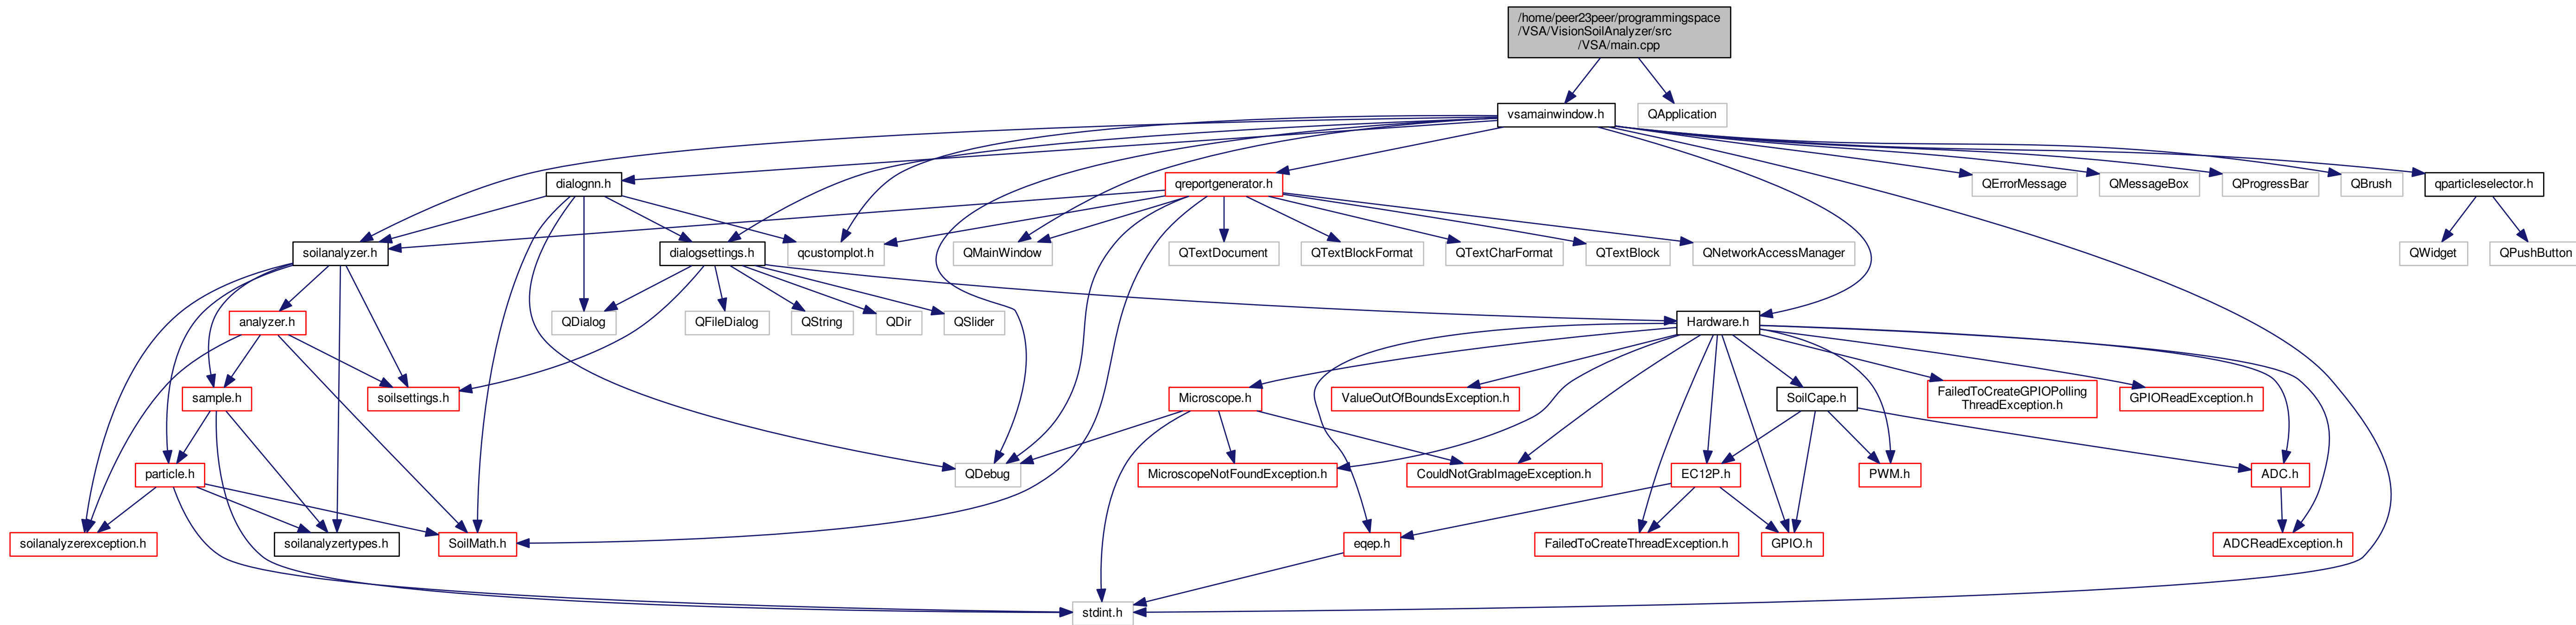 /home/peer23peer/programmingspace
/VSA/VisionSoilAnalyzer/src
/VSA/main.cpp
vsamainwindow.h
QApplication
dialognn.h
qreportgenerator.h
QErrorMessage
QMessageBox
QProgressBar
QBrush
qparticleselector.h
soilanalyzer.h
dialogsettings.h
qcustomplot.h
QMainWindow
QTextDocument
QTextBlockFormat
QTextCharFormat
QTextBlock
QNetworkAccessManager
QWidget
QPushButton
analyzer.h
QDialog
QFileDialog
QString
QDir
QSlider
Hardware.h
sample.h
soilsettings.h
Microscope.h
ValueOutOfBoundsException.h
SoilCape.h
FailedToCreateGPIOPolling
ThreadException.h
GPIOReadException.h
particle.h
QDebug
MicroscopeNotFoundException.h
CouldNotGrabImageException.h
EC12P.h
PWM.h
ADC.h
soilanalyzerexception.h
soilanalyzertypes.h
SoilMath.h
eqep.h
FailedToCreateThreadException.h
GPIO.h
ADCReadException.h
stdint.h